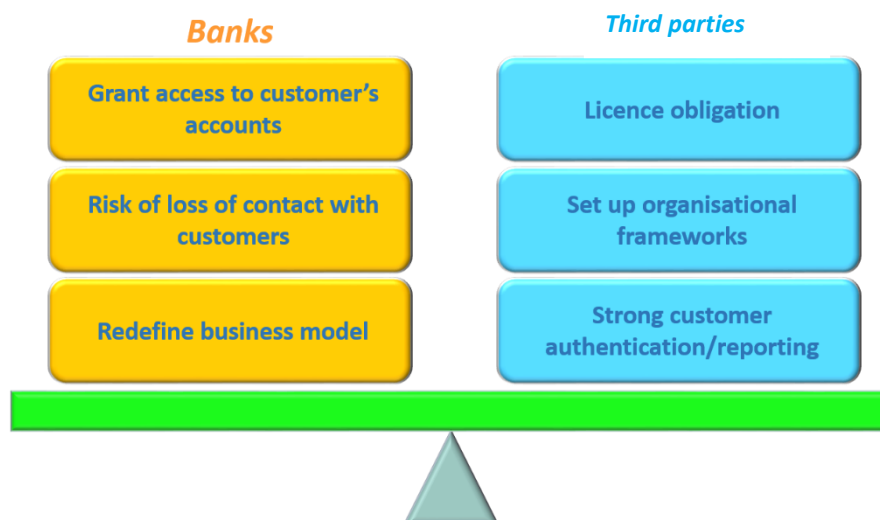 Banks
Grant access to customer’s
accounts
Risk of loss of contact with
customers
Redefine business model
Third parties
Licence obligation
Set up organisational
frameworks
Strong customer
authentication/reporting